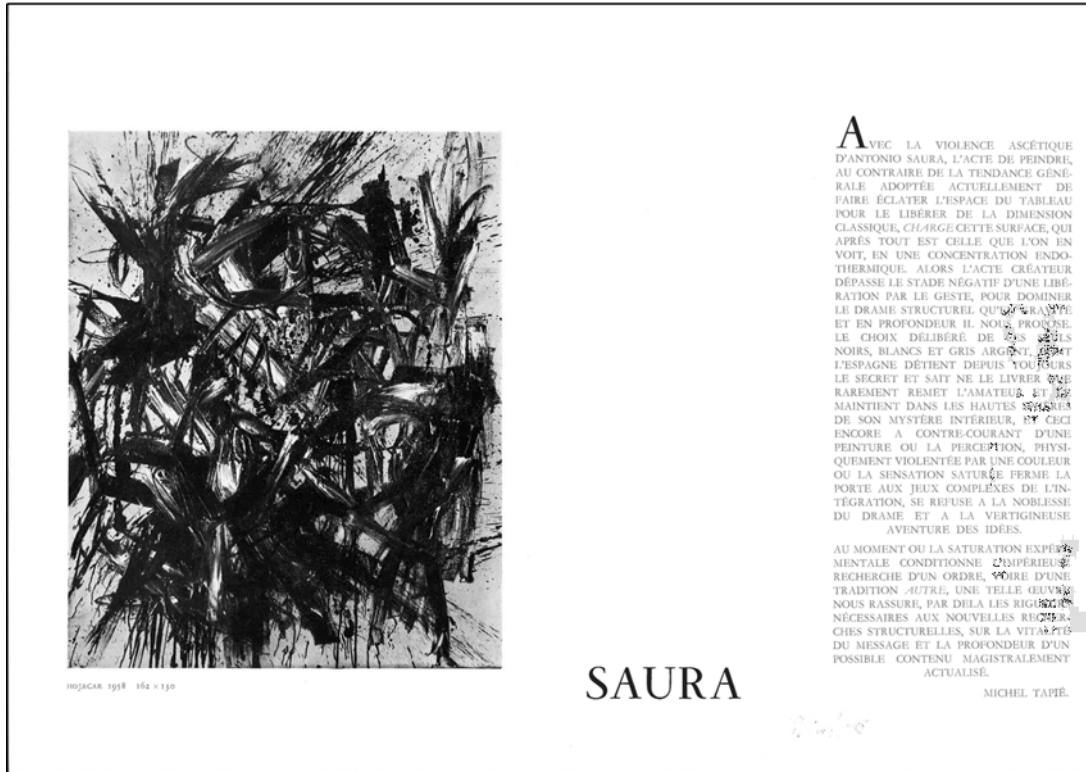 HOJACAR 1958 162 × 130
SAURA
AVEC LA VIOLENCE ASCÉTIQUE
D'ANTONIO SAURA, L'ACTE DE PEINDRE,
AU CONTRAIRE DE LA TENDANCE GÉNÉ-
RALE ADOPTÉE ACTUELLEMENT DE
FAIRE ÉCLATER L'ESPACE DU TABLEAU
POUR LE LIBÉRER DE LA DIMENSION
CLASSIQUE, CHARGE CETTE SURFACE, QUI
APRÈS TOUT EST CELLE QUE L'ON EN
VOIT, EN UNE CONCENTRATION ENDO-
THERMIQUE. ALORS L'ACTE CRÉATEUR
DÉPASSE LE STADE NÉGATIF D'UNE LIBÉ-
RATION PAR LE GESTE, POUR DOMINER
LE DRAME STRUCTUREL
ET EN PROFONDEUR IL NOUS PROPOSE.
LE CHOIX DÉLIBÉRÉ DE
NOIRS, BLANCS ET GRIS ARGENT,
L'ESPAGNE DÉTIENT DEPUIS TOUJOURS
LE SECRET ET SAIT NE LE LIVRER QUE
RAREMENT REMET L'AMATEUR ET LE
MAINTIENT DANS LES HAUTES
DE SON MYSTÈRE INTÉRIEUR, ET CECI
ENCORE A CONTRE-COURANT D'UNE
PEINTURE OU LA PERCEPTION, PHYSI-
QUEMENT VIOLENTÉE PAR UNE COULEUR
OU LA SENSATION SATURÉE FERME LA
PORTE AUX JEUX COMPLEXES DE L'IN-
TÉGRATION, SE REFUSE A LA NOBLESSE
DU DRAME ET A LA VERTIGINEUSE
AVENTURE DES IDÉES.
AU MOMENT OU LA SATURATION EXPÉRI-
MENTALE CONDITIONNE L'IMPÉRIEUSE
RECHERCHE D'UN ORDRE, VOIRE D'UNE
TRADITION AUTRE, UNE TELLE ŒUVRE
NOUS RASSURE, PAR DELA LES RIGUEURS
NÉCESSAIRES AUX NOUVELLES RECHER-
CHES STRUCTURELLES, SUR LA VITALITÉ
DU MESSAGE ET LA PROFONDEUR D'UN
POSSIBLE CONTENU MAGISTRALEMENT
ACTUALISÉ.
MICHEL TAPIÉ.